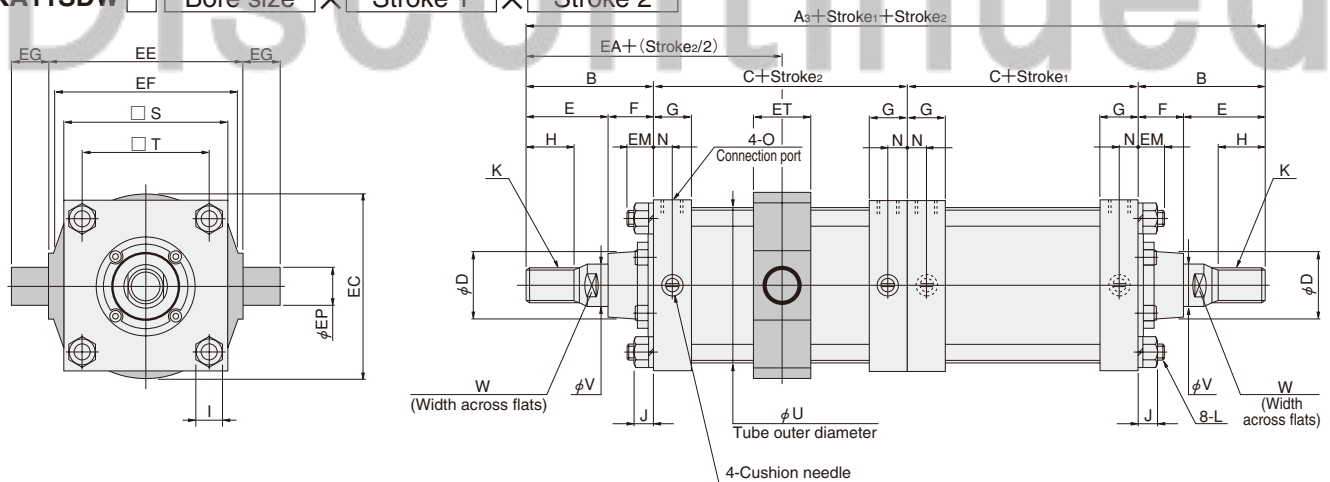 Discontinued
Bore size × Stroke 1 × Stroke 2
A3+Stroke1+Stroke2
EG EE EG
EA+(Stroke2/2)
EF
B C+Stroke2 C+Stroke1 B
□ S
E F G ET G G G F E
□ T
H EM N 4-O N N N EM H
Connection port
K K
φD φD
EC
φEP
W φV φV W
(Width across flats) (Width
across flats)
I J φU J 8-L
Tube outer diameter
4-Cushion needle